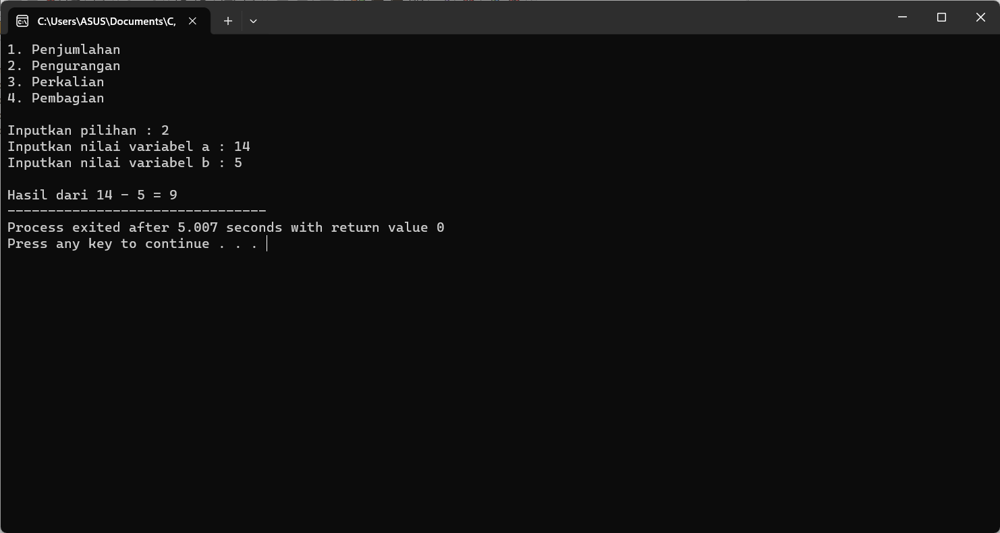 C:\Users\ASUS\Documents\C,
1. Penjumlahan
2. Pengurangan
3. Perkalian
4. Pembagian
Inputkan pilihan : 2
Inputkan nilai variabel a : 14
Inputkan nilai variabel b : 5
Hasil dari 14 - 5 = 9
--------------------------------
Process exited after 5.007 seconds with return value 0
Press any key to continue . . .